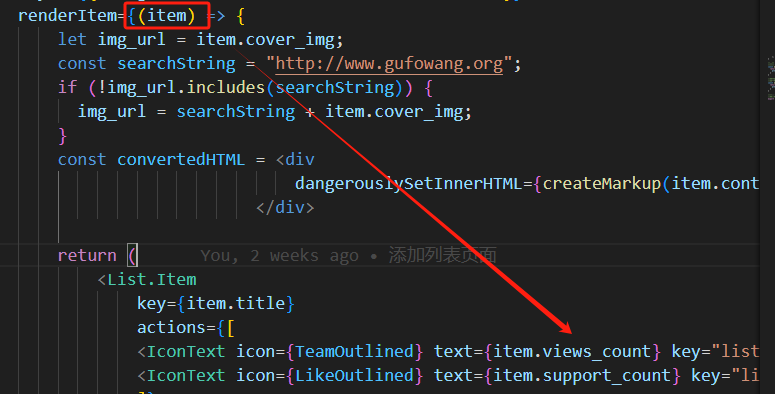 renderItem={(item) => {
let img_url = item.cover_img;
const searchString = "http://www.gufowang.org";
if (!img_url.includes(searchString)) {
img_url = searchString + item.cover_img;
}
const convertedHTML = <div
dangerouslySetInnerHTML={createMarkup(item.cont
</div>
return ( You, 2 weeks ago • 添加列表页面
<List.Item
key={item.title}
actions={[
<IconText icon={TeamOutlined} text={item.views_count} key="list
<IconText icon={LikeOutlined} text={item.support_count} key="li